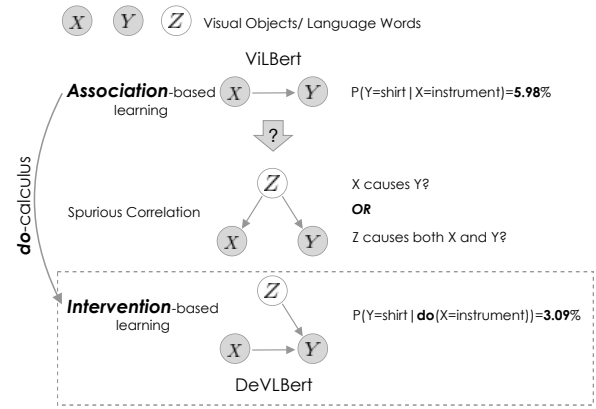 X Y Z Visual Objects/ Language Words
ViLBert
Association-based
learning
X Y P(Y=shirt|X=instrument)=5.98%
?
do-calculus
Z X causes Y?
Spurious Correlation OR
X Y Z causes both X and Y?
Z
Intervention-based
learning
P(Y=shirt|do(X=instrument))=3.09%
X Y
DeVLBert